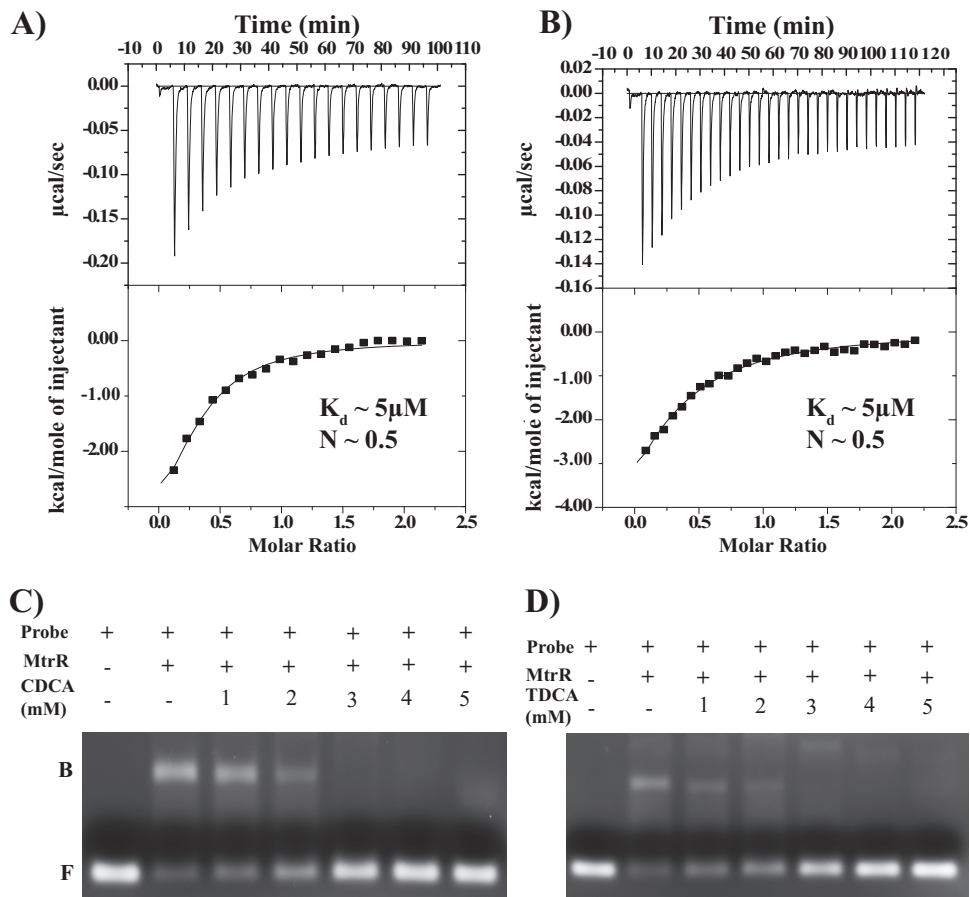 A)
Time (min)
-10 0 10 20 30 40 50 60 70 80 90 100 110
0.00
-0.05
-0.10
-0.15
-0.20
µcal/sec
0.00
-1.00
-2.00
kcal/mole of injectant
K_d ~ 5µM
N ~ 0.5
0.0 0.5 1.0 1.5 2.0 2.5
Molar Ratio
B)
Time (min)
-10 0 10 20 30 40 50 60 70 80 90 100 110 120
0.02
0.00
-0.02
-0.04
-0.06
-0.08
-0.10
-0.12
-0.14
-0.16
µcal/sec
0.00
-1.00
-2.00
-3.00
-4.00
kcal/mole of injectant
K_d ~ 5µM
N ~ 0.5
0.0 0.5 1.0 1.5 2.0 2.5
Molar Ratio
C)
Probe + + + + + + +
MtrR - + + + + + +
CDCA (mM) - - 1 2 3 4 5
B
F
D)
Probe + + + + + + +
MtrR - + + + + + +
TDCA (mM) - - 1 2 3 4 5